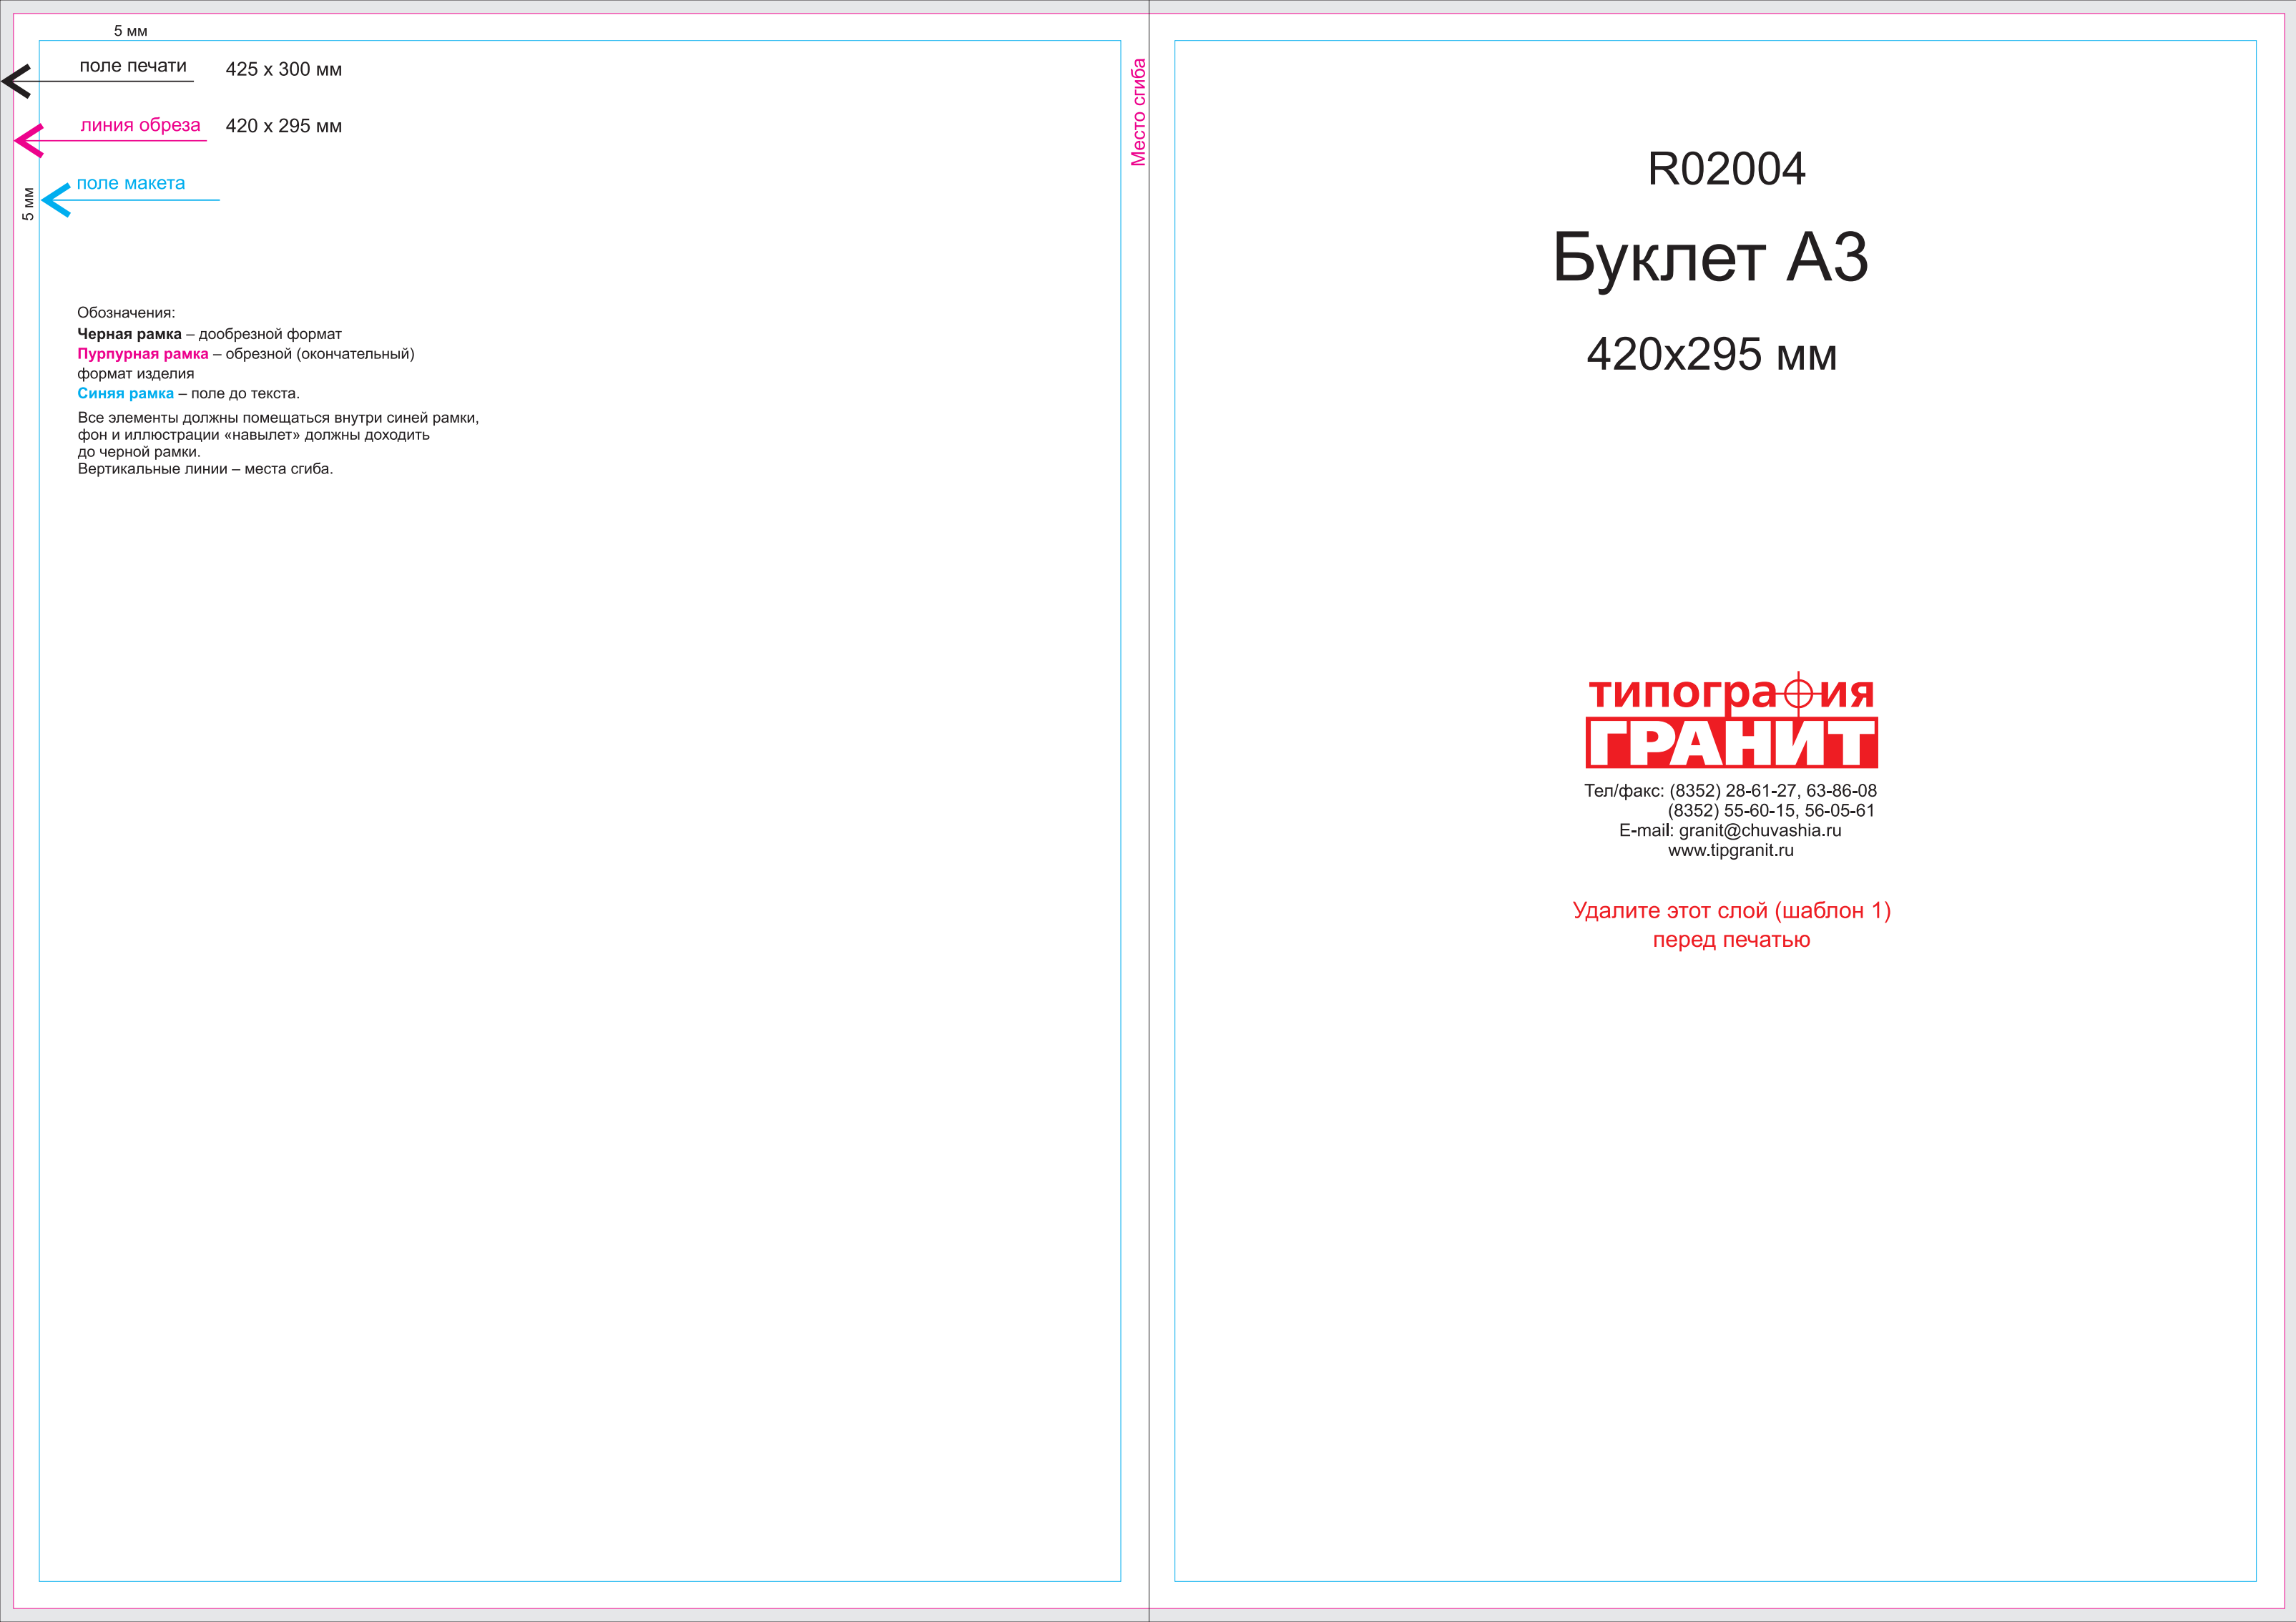 5 мм
поле печати 425 x 300 мм
линия обреза 420 x 295 мм
поле макета
5 мм
Обозначения:
Черная рамка – дообрезной формат
Пурпурная рамка – обрезной (окончательный)
формат изделия
Синяя рамка – поле до текста.
Все элементы должны помещаться внутри синей рамки,
фон и иллюстрации «навылет» должны доходить
до черной рамки.
Вертикальные линии – места сгиба.
Место сгиба
R02004
Буклет А3
420x295 мм
типография
ГРАНИТ
Тел/факс: (8352) 28-61-27, 63-86-08
(8352) 55-60-15, 56-05-61
E-mail: granit@chuvashia.ru
www.tipgranit.ru
Удалите этот слой (шаблон 1)
перед печатью